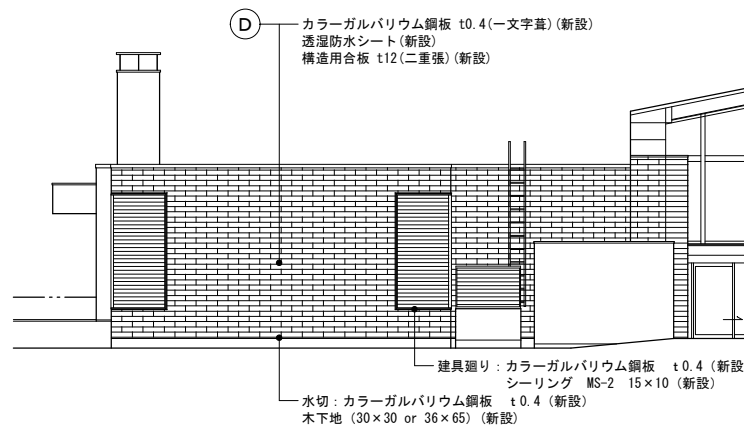 D
カラーガルバリウム鋼板 t0.4(一文字葺)(新設)
透湿防水シート(新設)
構造用合板 t12(二重張)(新設)
建具廻り：カラーガルバリウム鋼板 t0.4 (新設
シーリング MS-2 15×10 (新設)
水切：カラーガルバリウム鋼板 t0.4 (新設)
木下地 (30×30 or 36×65) (新設)